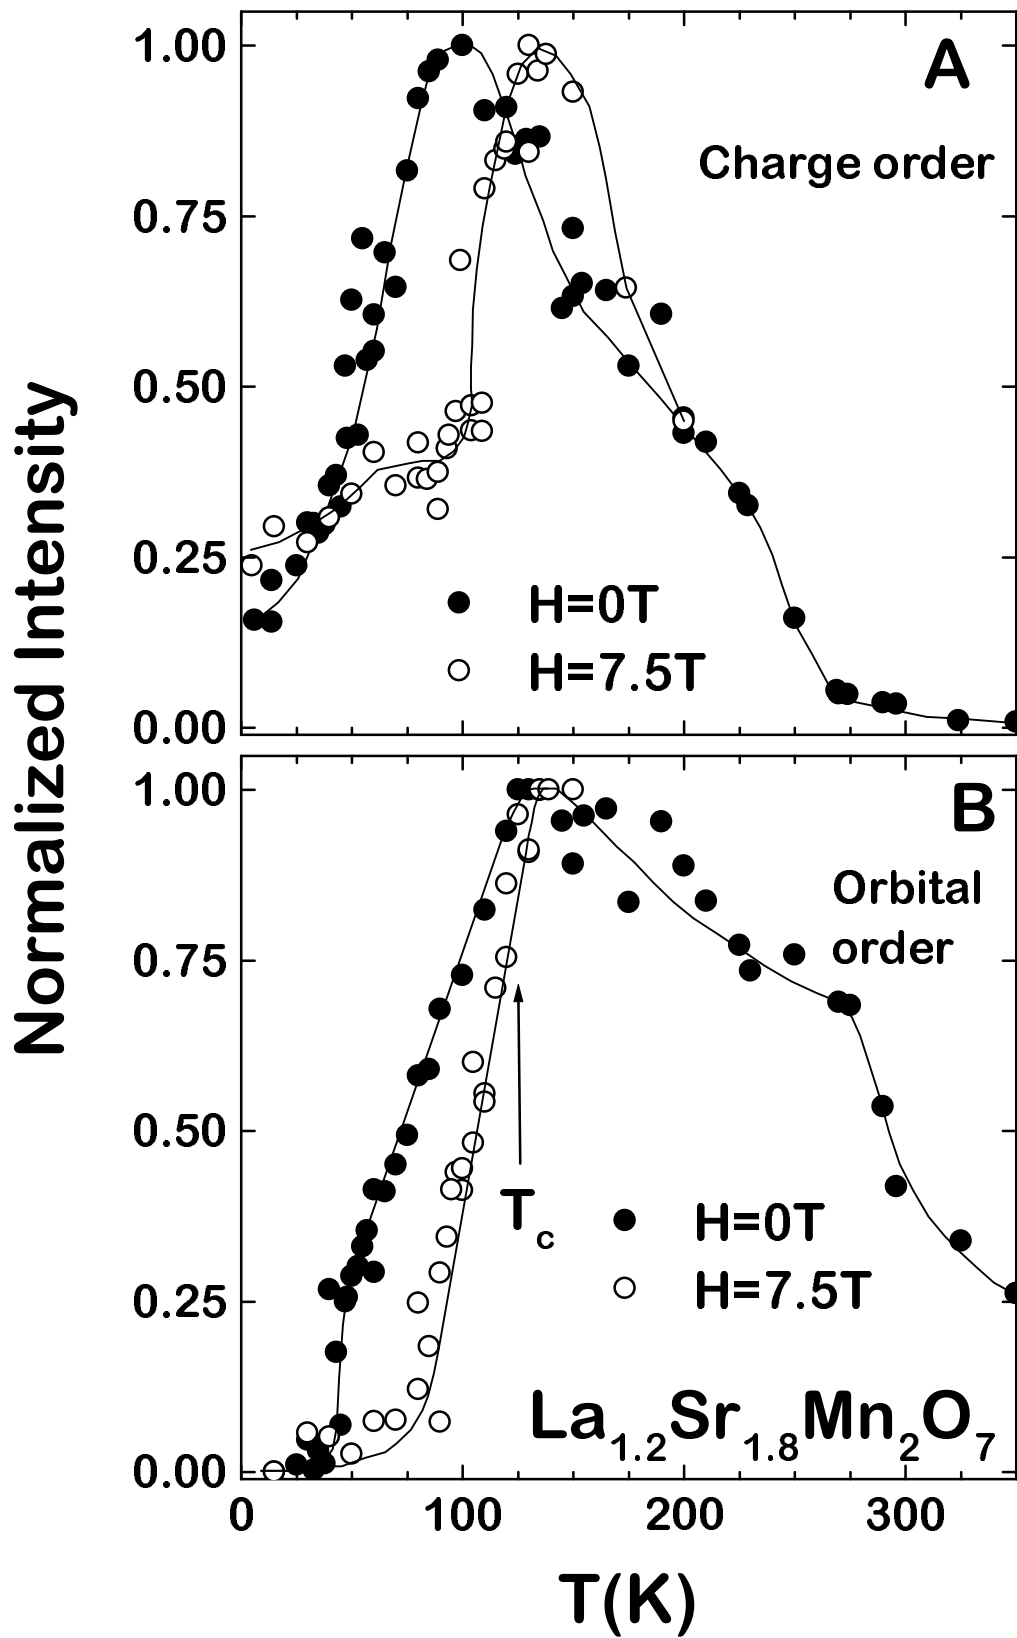 Normalized Intensity
A
Charge order
1.00
0.75
0.50
0.25
0.00
H=0T
H=7.5T
B
Orbital
order
1.00
0.75
0.50
0.25
0.00
Tc
H=0T
H=7.5T
La1.2Sr1.8Mn2O7
0 100 200 300
T(K)